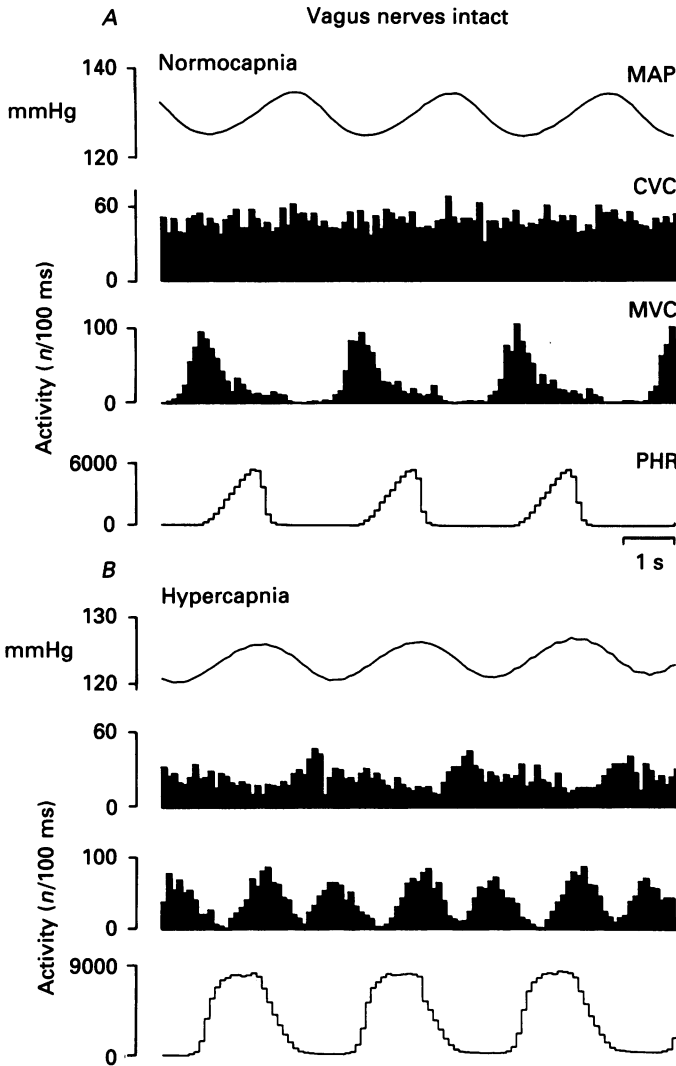 A
Vagus nerves intact
140
Normocapnia
MAP
mmHg
120
CVC
60
0
MVC
100
0
Activity (n/100 ms)
PHR
6000
0
1 s
B
Hypercapnia
130
mmHg
120
60
0
100
0
Activity (n/100 ms)
9000
0